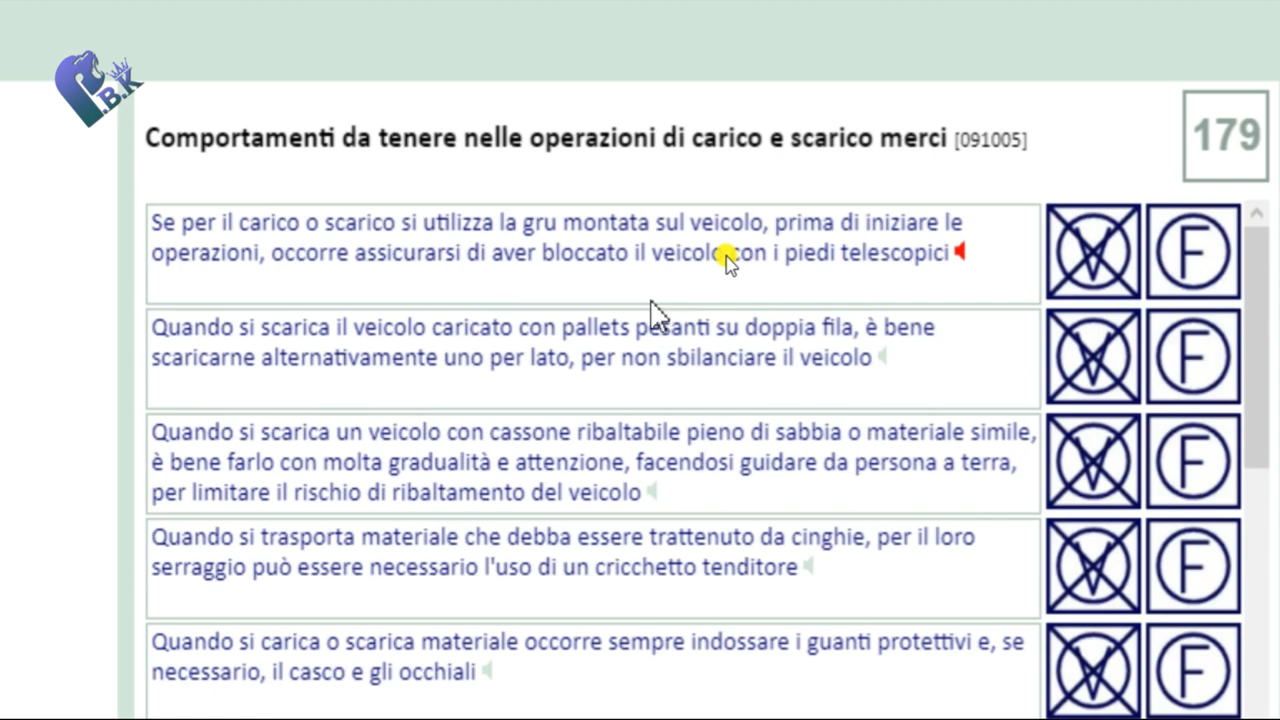 P.B.K
Comportamenti da tenere nelle operazioni di carico e scarico merci [091005]
179
Se per il carico o scarico si utilizza la gru montata sul veicolo, prima di iniziare le
operazioni, occorre assicurarsi di aver bloccato il veicolo con i piedi telescopici
V F
Quando si scarica il veicolo caricato con pallets pesanti su doppia fila, è bene
scaricarne alternativamente uno per lato, per non sbilanciare il veicolo
V F
Quando si scarica un veicolo con cassone ribaltabile pieno di sabbia o materiale simile,
è bene farlo con molta gradualità e attenzione, facendosi guidare da persona a terra,
per limitare il rischio di ribaltamento del veicolo
V F
Quando si trasporta materiale che debba essere trattenuto da cinghie, per il loro
serraggio può essere necessario l'uso di un cricchetto tenditore
V F
Quando si carica o scarica materiale occorre sempre indossare i guanti protettivi e, se
necessario, il casco e gli occhiali
V F